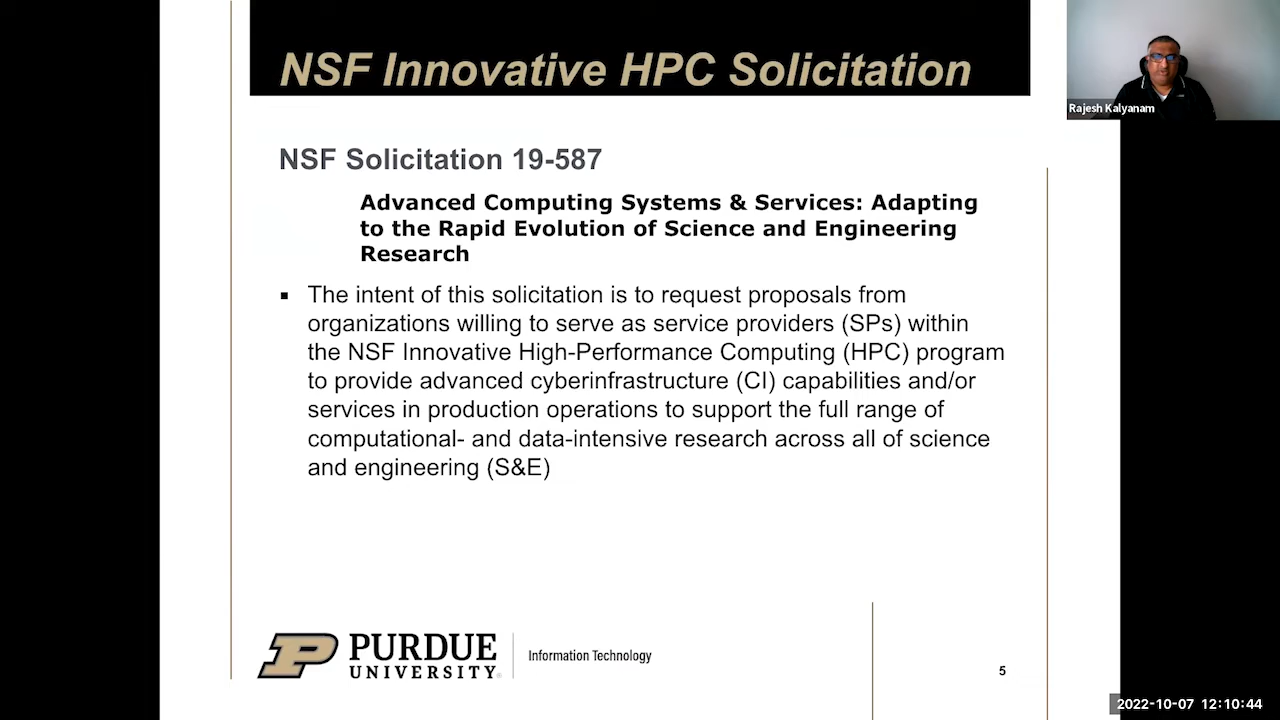 NSF Innovative HPC Solicitation
Rajesh Kalyanam
NSF Solicitation 19-587
Advanced Computing Systems & Services: Adapting
to the Rapid Evolution of Science and Engineering
Research
▪ The intent of this solicitation is to request proposals from
organizations willing to serve as service providers (SPs) within
the NSF Innovative High-Performance Computing (HPC) program
to provide advanced cyberinfrastructure (CI) capabilities and/or
services in production operations to support the full range of
computational- and data-intensive research across all of science
and engineering (S&E)
PURDUE
UNIVERSITY®
Information Technology
5
2022-10-07 12:10:44